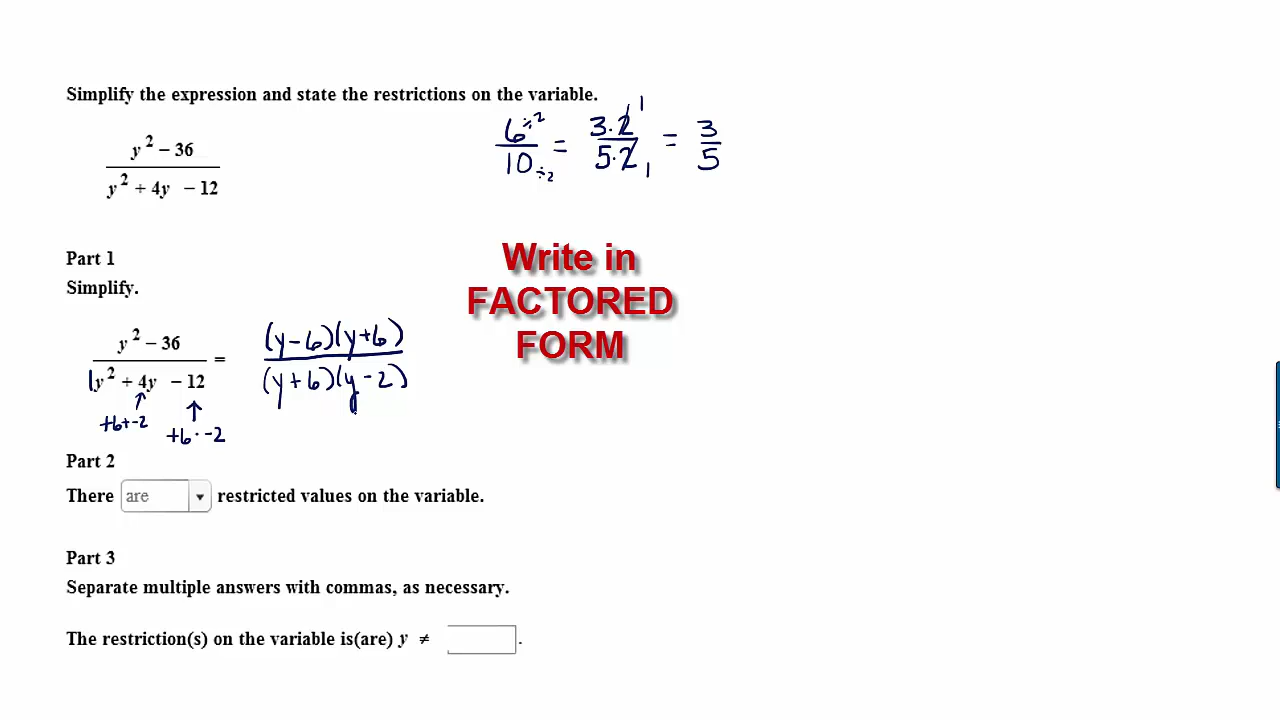 Simplify the expression and state the restrictions on the variable.
y² − 36
y² + 4y − 12
6÷2 = 3·2 1 = 3
10÷2 5·2 1 5
Part 1
Simplify.
Write in
FACTORED
FORM
y² − 36 = (y-6)(y+6)
1y² + 4y − 12 (y+6)(y-2)
+6+-2 +6·-2
Part 2
There are restricted values on the variable.
Part 3
Separate multiple answers with commas, as necessary.
The restriction(s) on the variable is(are) y ≠ .